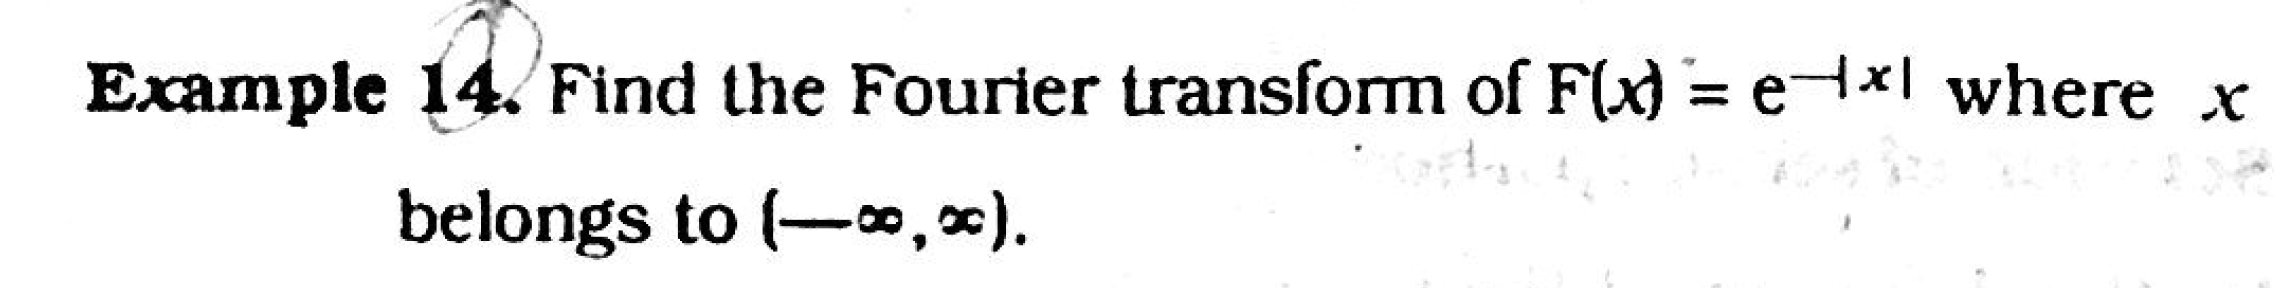 Example 14. Find the Fourier transform of F(x) = e^{-|x|} where x
belongs to (—∞, ∞).